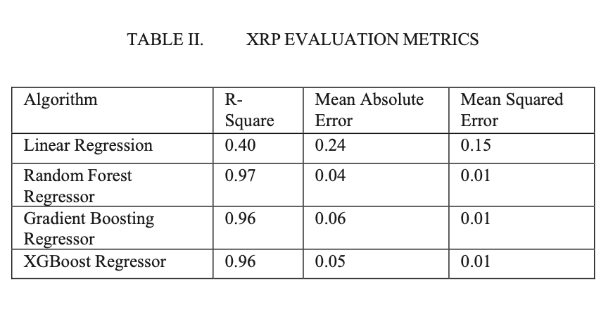 TABLE II. XRP EVALUATION METRICS
Algorithm R- Mean Absolute Mean Squared
Square Error Error
Linear Regression 0.40 0.24 0.15
Random Forest 0.97 0.04 0.01
Regressor
Gradient Boosting 0.96 0.06 0.01
Regressor
XGBoost Regressor 0.96 0.05 0.01